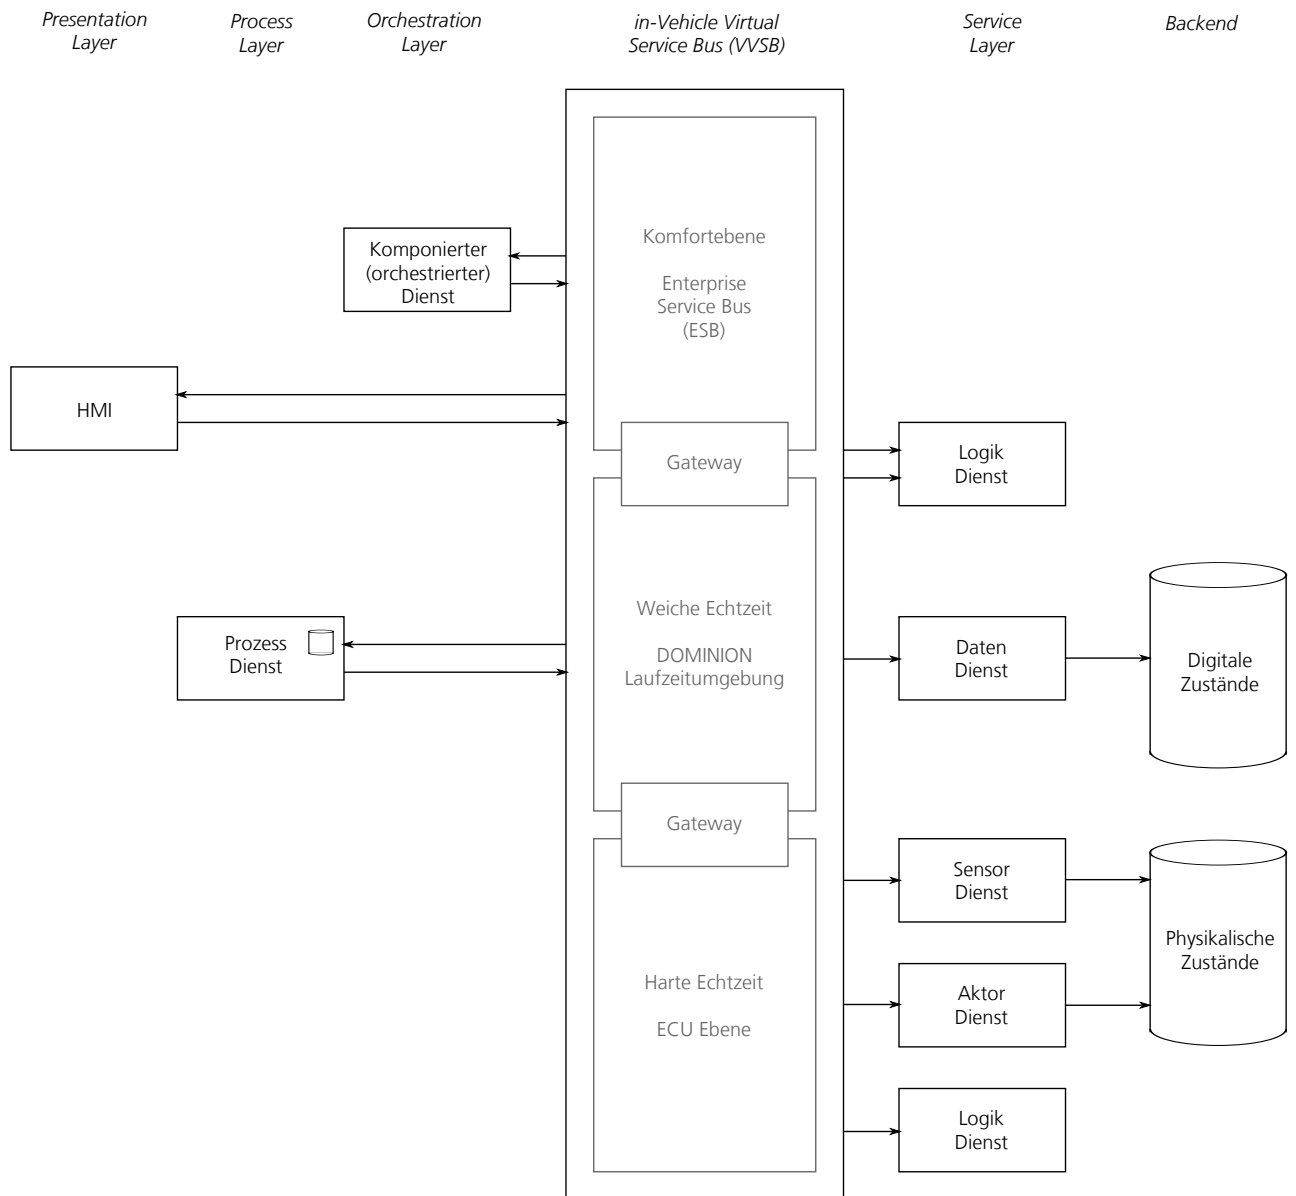 Presentation
Layer
Process
Layer
Orchestration
Layer
in-Vehicle Virtual
Service Bus (VVSB)
Service
Layer
Backend
Komponierter
(orchestrierter)
Dienst
Komfortebene
Enterprise
Service Bus
(ESB)
HMI
Gateway
Logik
Dienst
Prozess
Dienst
Weiche Echtzeit
DOMINION
Laufzeitumgebung
Daten
Dienst
Digitale
Zustände
Gateway
Sensor
Dienst
Physikalische
Zustände
Harte Echtzeit
ECU Ebene
Aktor
Dienst
Logik
Dienst